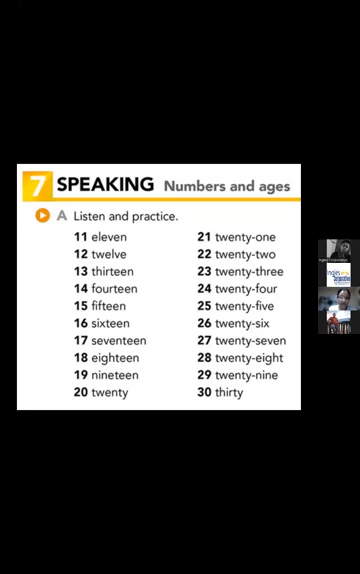 7 SPEAKING Numbers and ages
A Listen and practice.
11 eleven
12 twelve
13 thirteen
14 fourteen
15 fifteen
16 sixteen
17 seventeen
18 eighteen
19 nineteen
20 twenty
21 twenty-one
22 twenty-two
23 twenty-three
24 twenty-four
25 twenty-five
26 twenty-six
27 twenty-seven
28 twenty-eight
29 twenty-nine
30 thirty